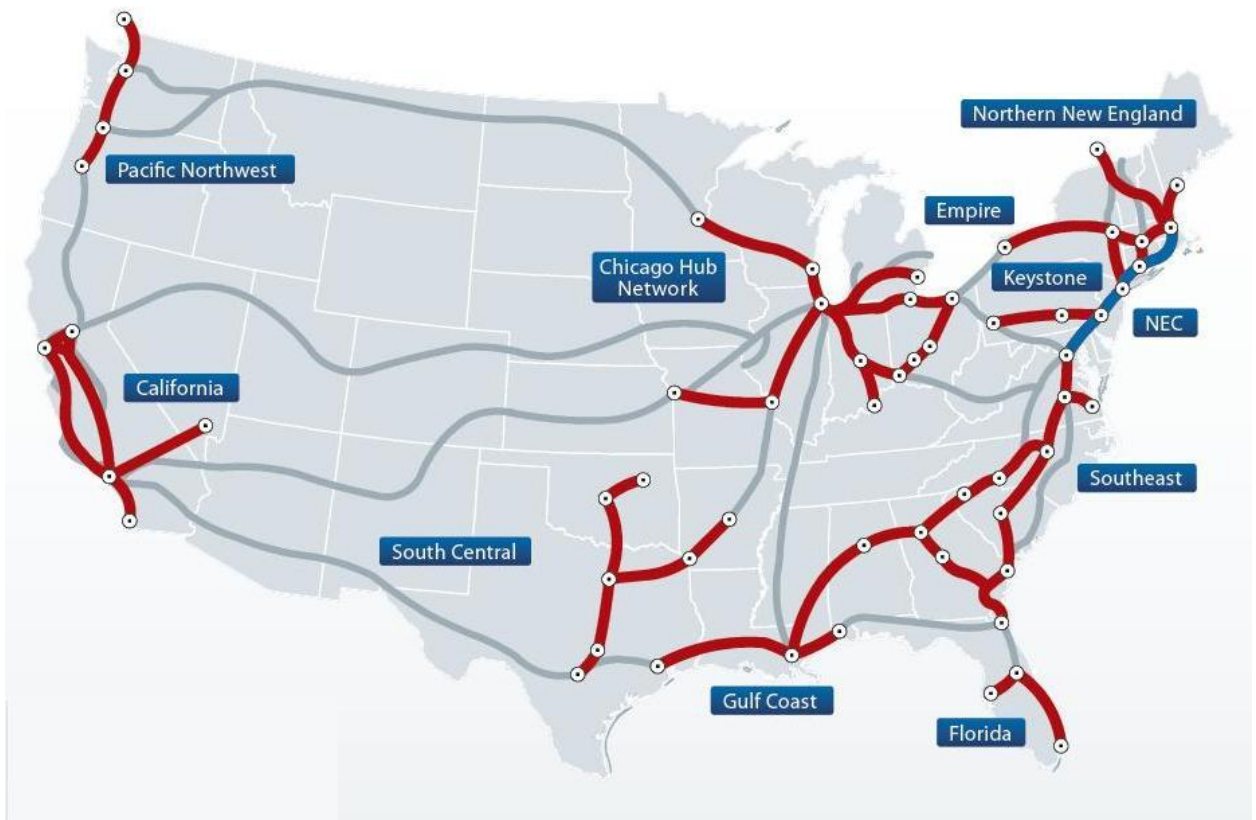 Northern New England
Pacific Northwest
Empire
Chicago Hub
Network
Keystone
NEC
California
Southeast
South Central
Gulf Coast
Florida